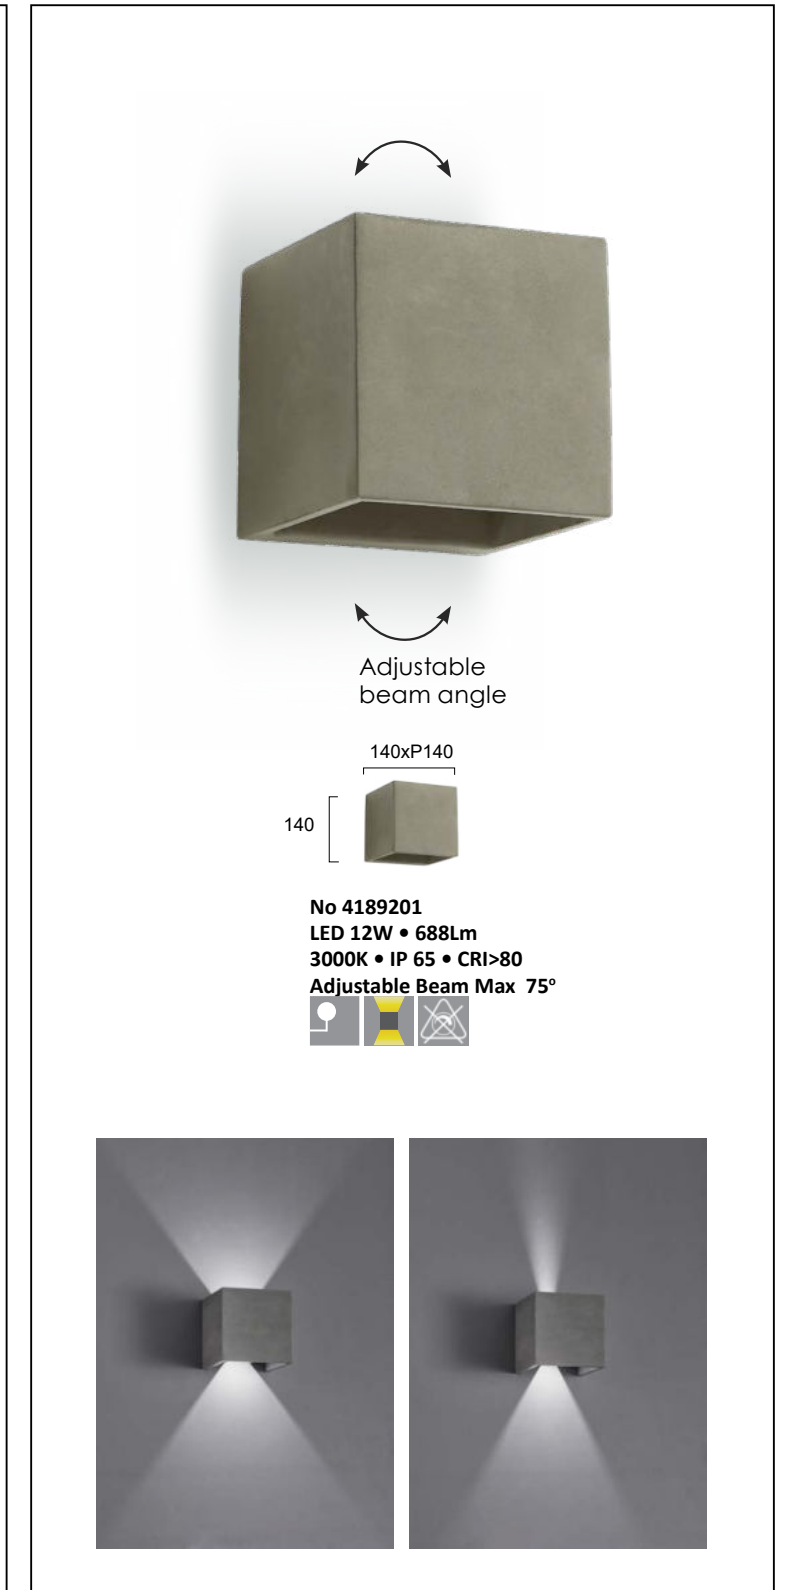 Adjustable
beam angle
140xP140
140
No 4189201
LED 12W • 688Lm
3000K • IP 65 • CRI>80
Adjustable Beam Max  75º